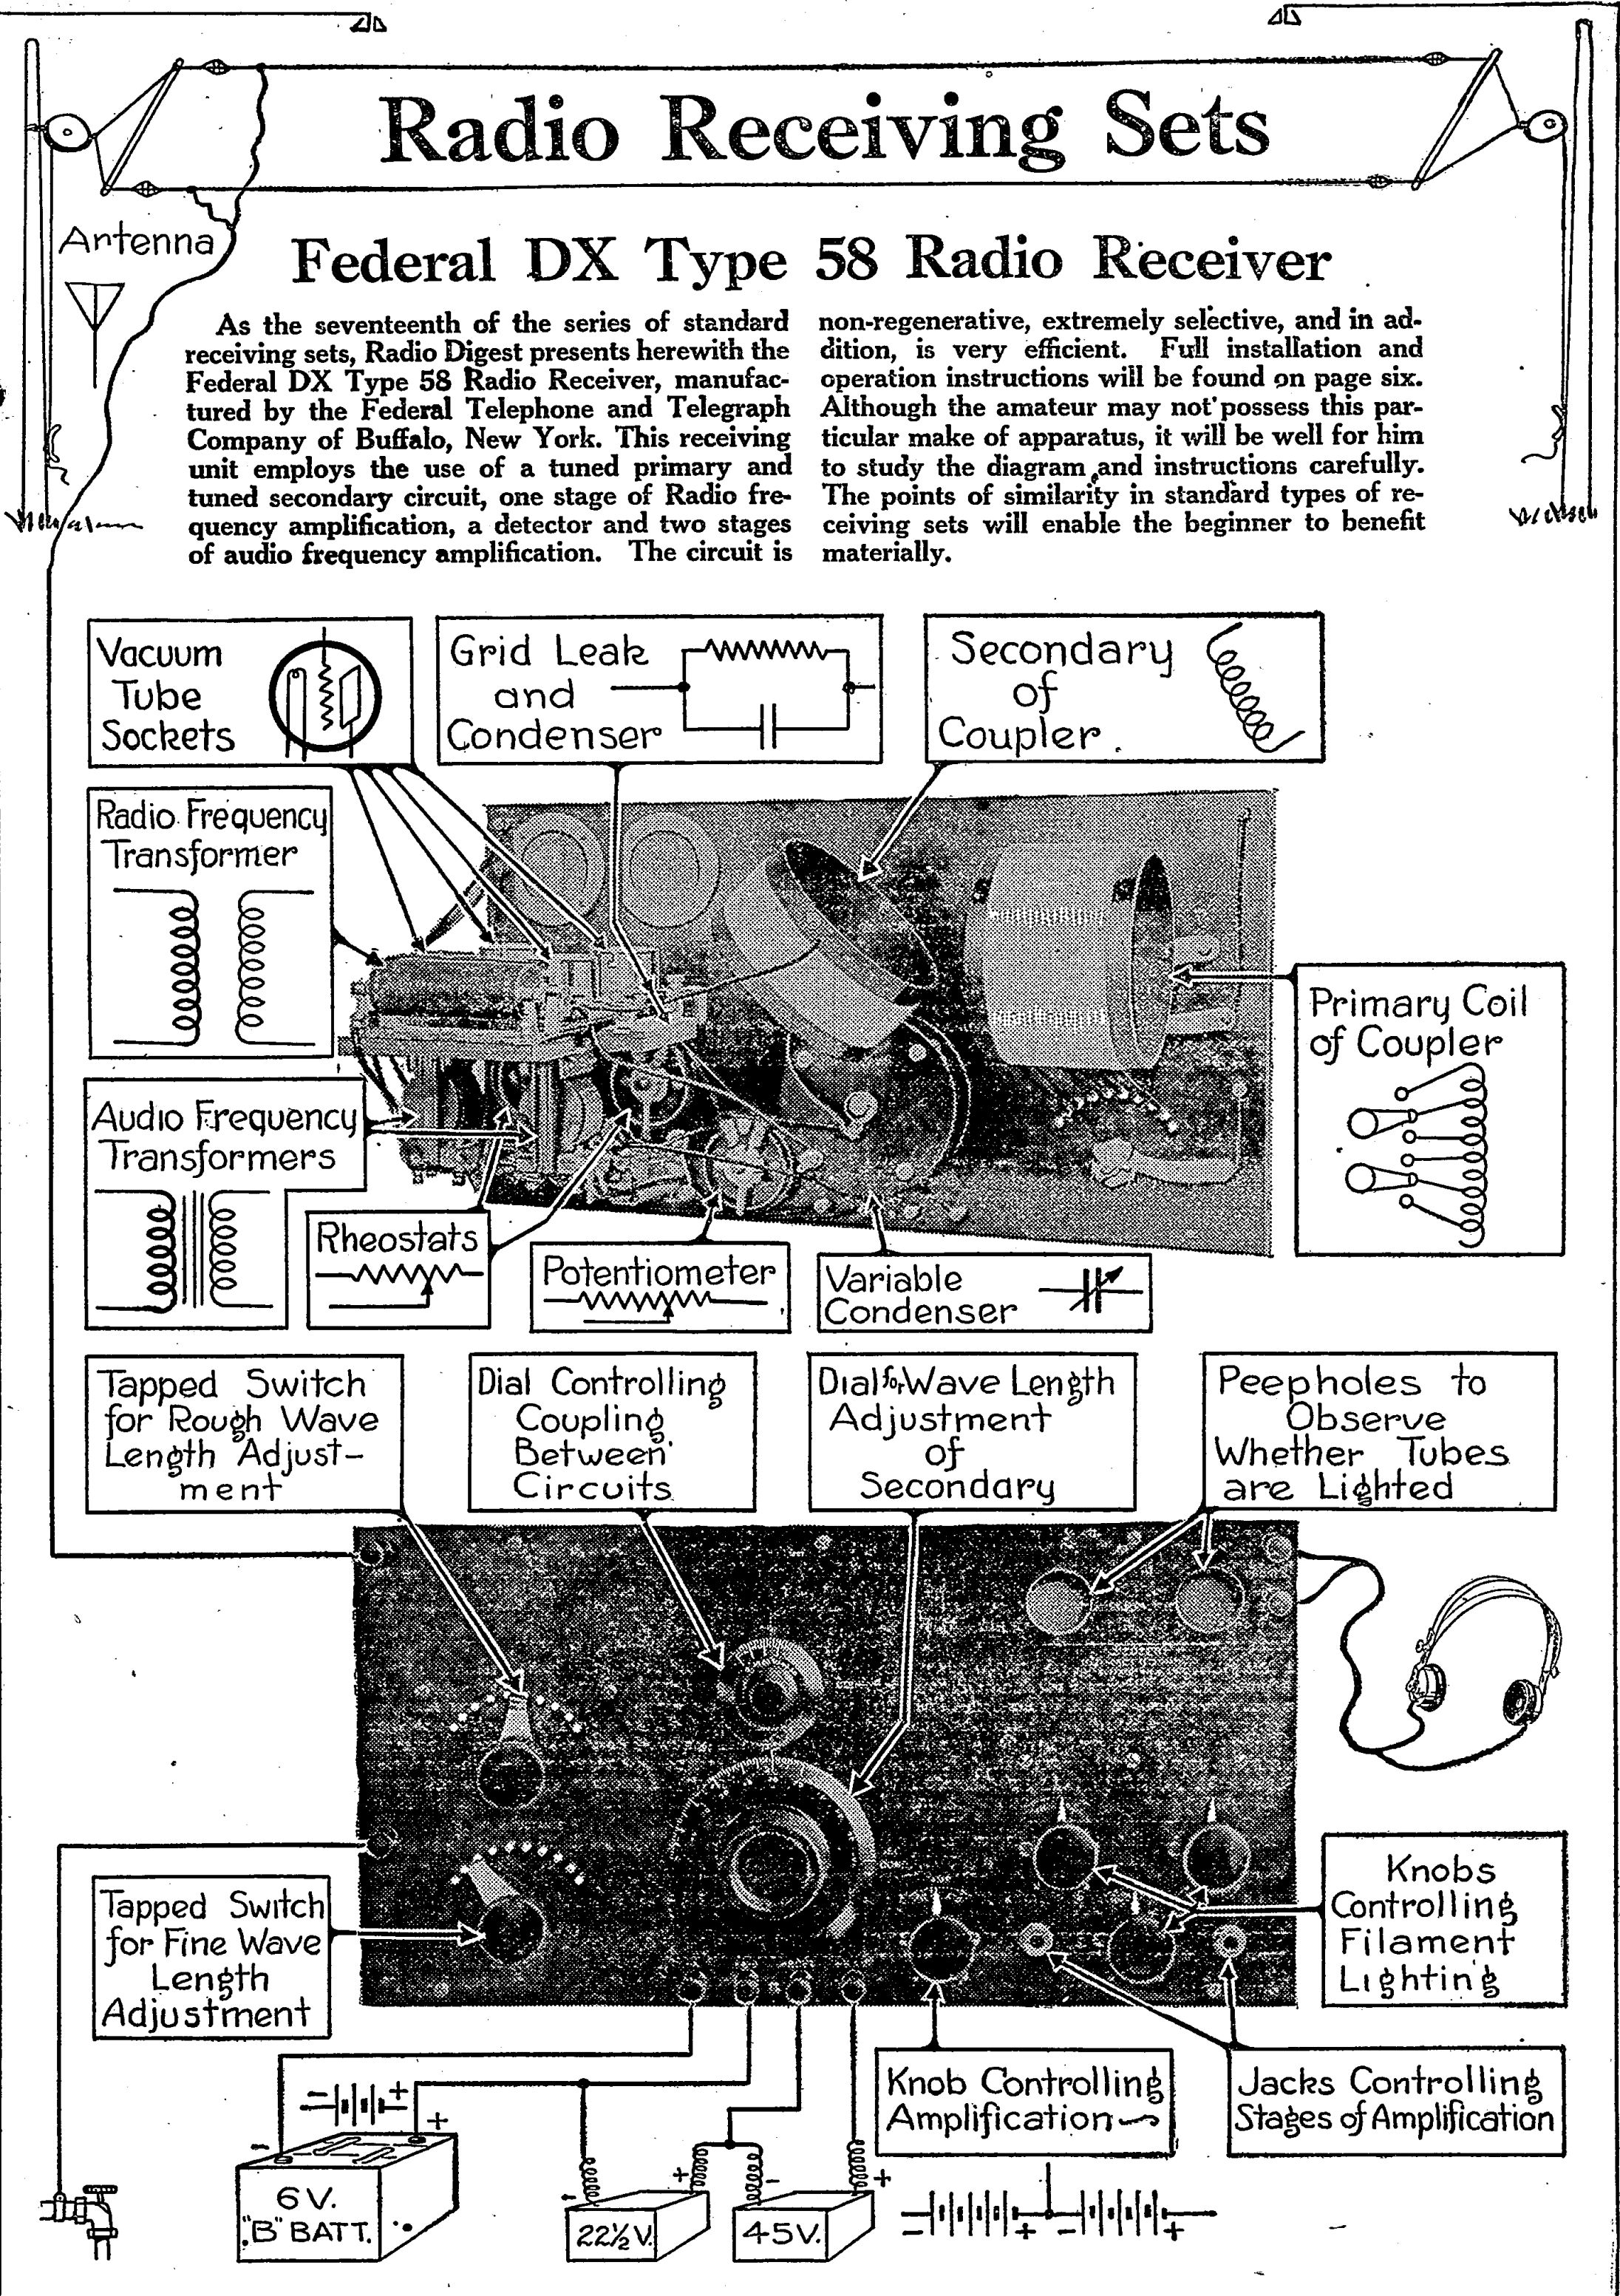 Radio Receiving Sets
Antenna
Federal DX Type 58 Radio Receiver
As the seventeenth of the series of standard
receiving sets, Radio Digest presents herewith the
Federal DX Type 58 Radio Receiver, manufac-
tured by the Federal Telephone and Telegraph
Company of Buffalo, New York. This receiving
unit employs the use of a tuned primary and
tuned secondary circuit, one stage of Radio fre-
quency amplification, a detector and two stages
of audio frequency amplification. The circuit is
non-regenerative, extremely selective, and in ad-
dition, is very efficient. Full installation and
operation instructions will be found on page six.
Although the amateur may not possess this par-
ticular make of apparatus, it will be well for him
to study the diagram and instructions carefully.
The points of similarity in standard types of re-
ceiving sets will enable the beginner to benefit
materially.
Vacuum
Tube
Sockets
Grid Leak
and
Condenser
Secondary
of
Coupler.
Radio Frequency
Transformer
Primary Coil
of Coupler
Audio Frequency
Transformers
Rheostats
Potentiometer
Variable
Condenser
Tapped Switch
for Rough Wave
Length Adjust-
ment
Dial Controlling
Coupling
Between
Circuits
Dial for Wave Length
Adjustment
of
Secondary
Peepholes to
Observe
Whether Tubes
are Lighted
Tapped Switch
for Fine Wave
Length
Adjustment
Knobs
Controlling
Filament
Lighting
Knob Controlling
Amplification
Jacks Controlling
Stages of Amplification
- +
- +
6 V.
"B" BATT.
- +
22½ V.
- +
45V.
- + - +